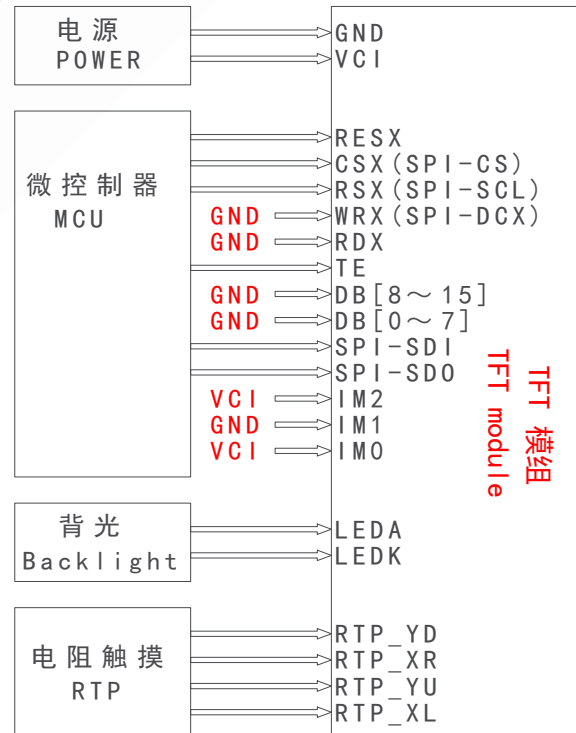 电源
POWER
GND
VCI
微控制器
MCU
RESX
CSX(SPI-CS)
RSX(SPI-SCL)
GND WRX(SPI-DCX)
GND RDX
TE
GND DB[8～15]
GND DB[0～7]
SPI-SDI
SPI-SDO
VCI IM2
GND IM1
VCI IM0
TFT 模组
TFT module
背光
Backlight
LEDA
LEDK
电阻触摸
RTP
RTP_YD
RTP_XR
RTP_YU
RTP_XL